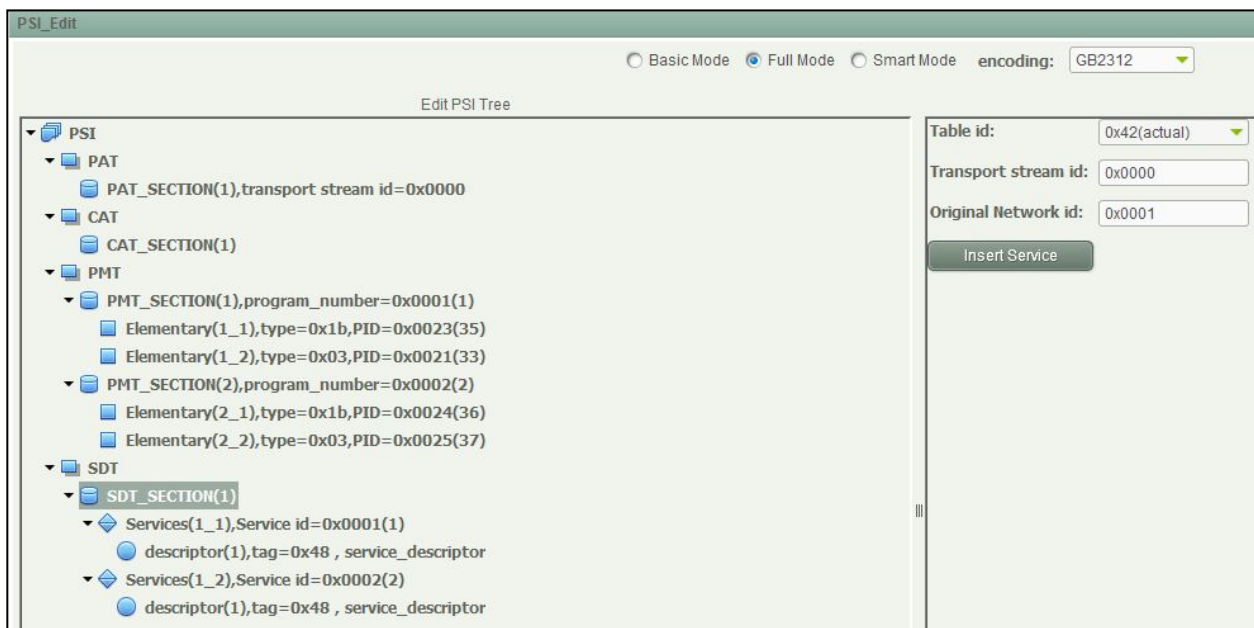 PSI_Edit
Basic Mode Full Mode Smart Mode encoding: GB2312
Edit PSI Tree
PSI
PAT
PAT_SECTION(1),transport stream id=0x0000
CAT
CAT_SECTION(1)
PMT
PMT_SECTION(1),program_number=0x0001(1)
Elementary(1_1),type=0x1b,PID=0x0023(35)
Elementary(1_2),type=0x03,PID=0x0021(33)
PMT_SECTION(2),program_number=0x0002(2)
Elementary(2_1),type=0x1b,PID=0x0024(36)
Elementary(2_2),type=0x03,PID=0x0025(37)
SDT
SDT_SECTION(1)
Services(1_1),Service id=0x0001(1)
descriptor(1),tag=0x48 , service_descriptor
Services(1_2),Service id=0x0002(2)
descriptor(1),tag=0x48 , service_descriptor
Table id: 0x42(actual)
Transport stream id: 0x0000
Original Network id: 0x0001
Insert Service